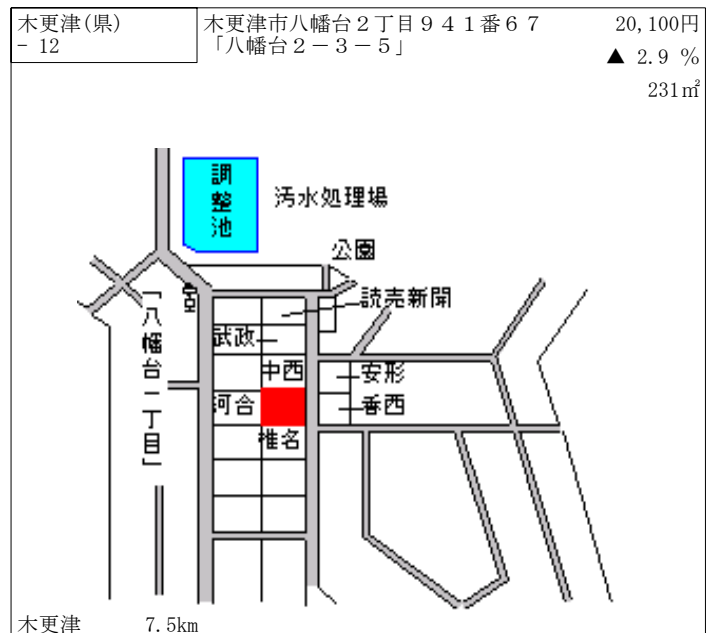 木更津(県)
- 12
木更津市八幡台2丁目941番67
「八幡台2-3-5」
20,100円
▲ 2.9 %
231㎡
調整池
汚水処理場
公園
宮
読売新聞
「八幡台一丁目」
武政
中西
安形
河合
香西
椎名
木更津 7.5km